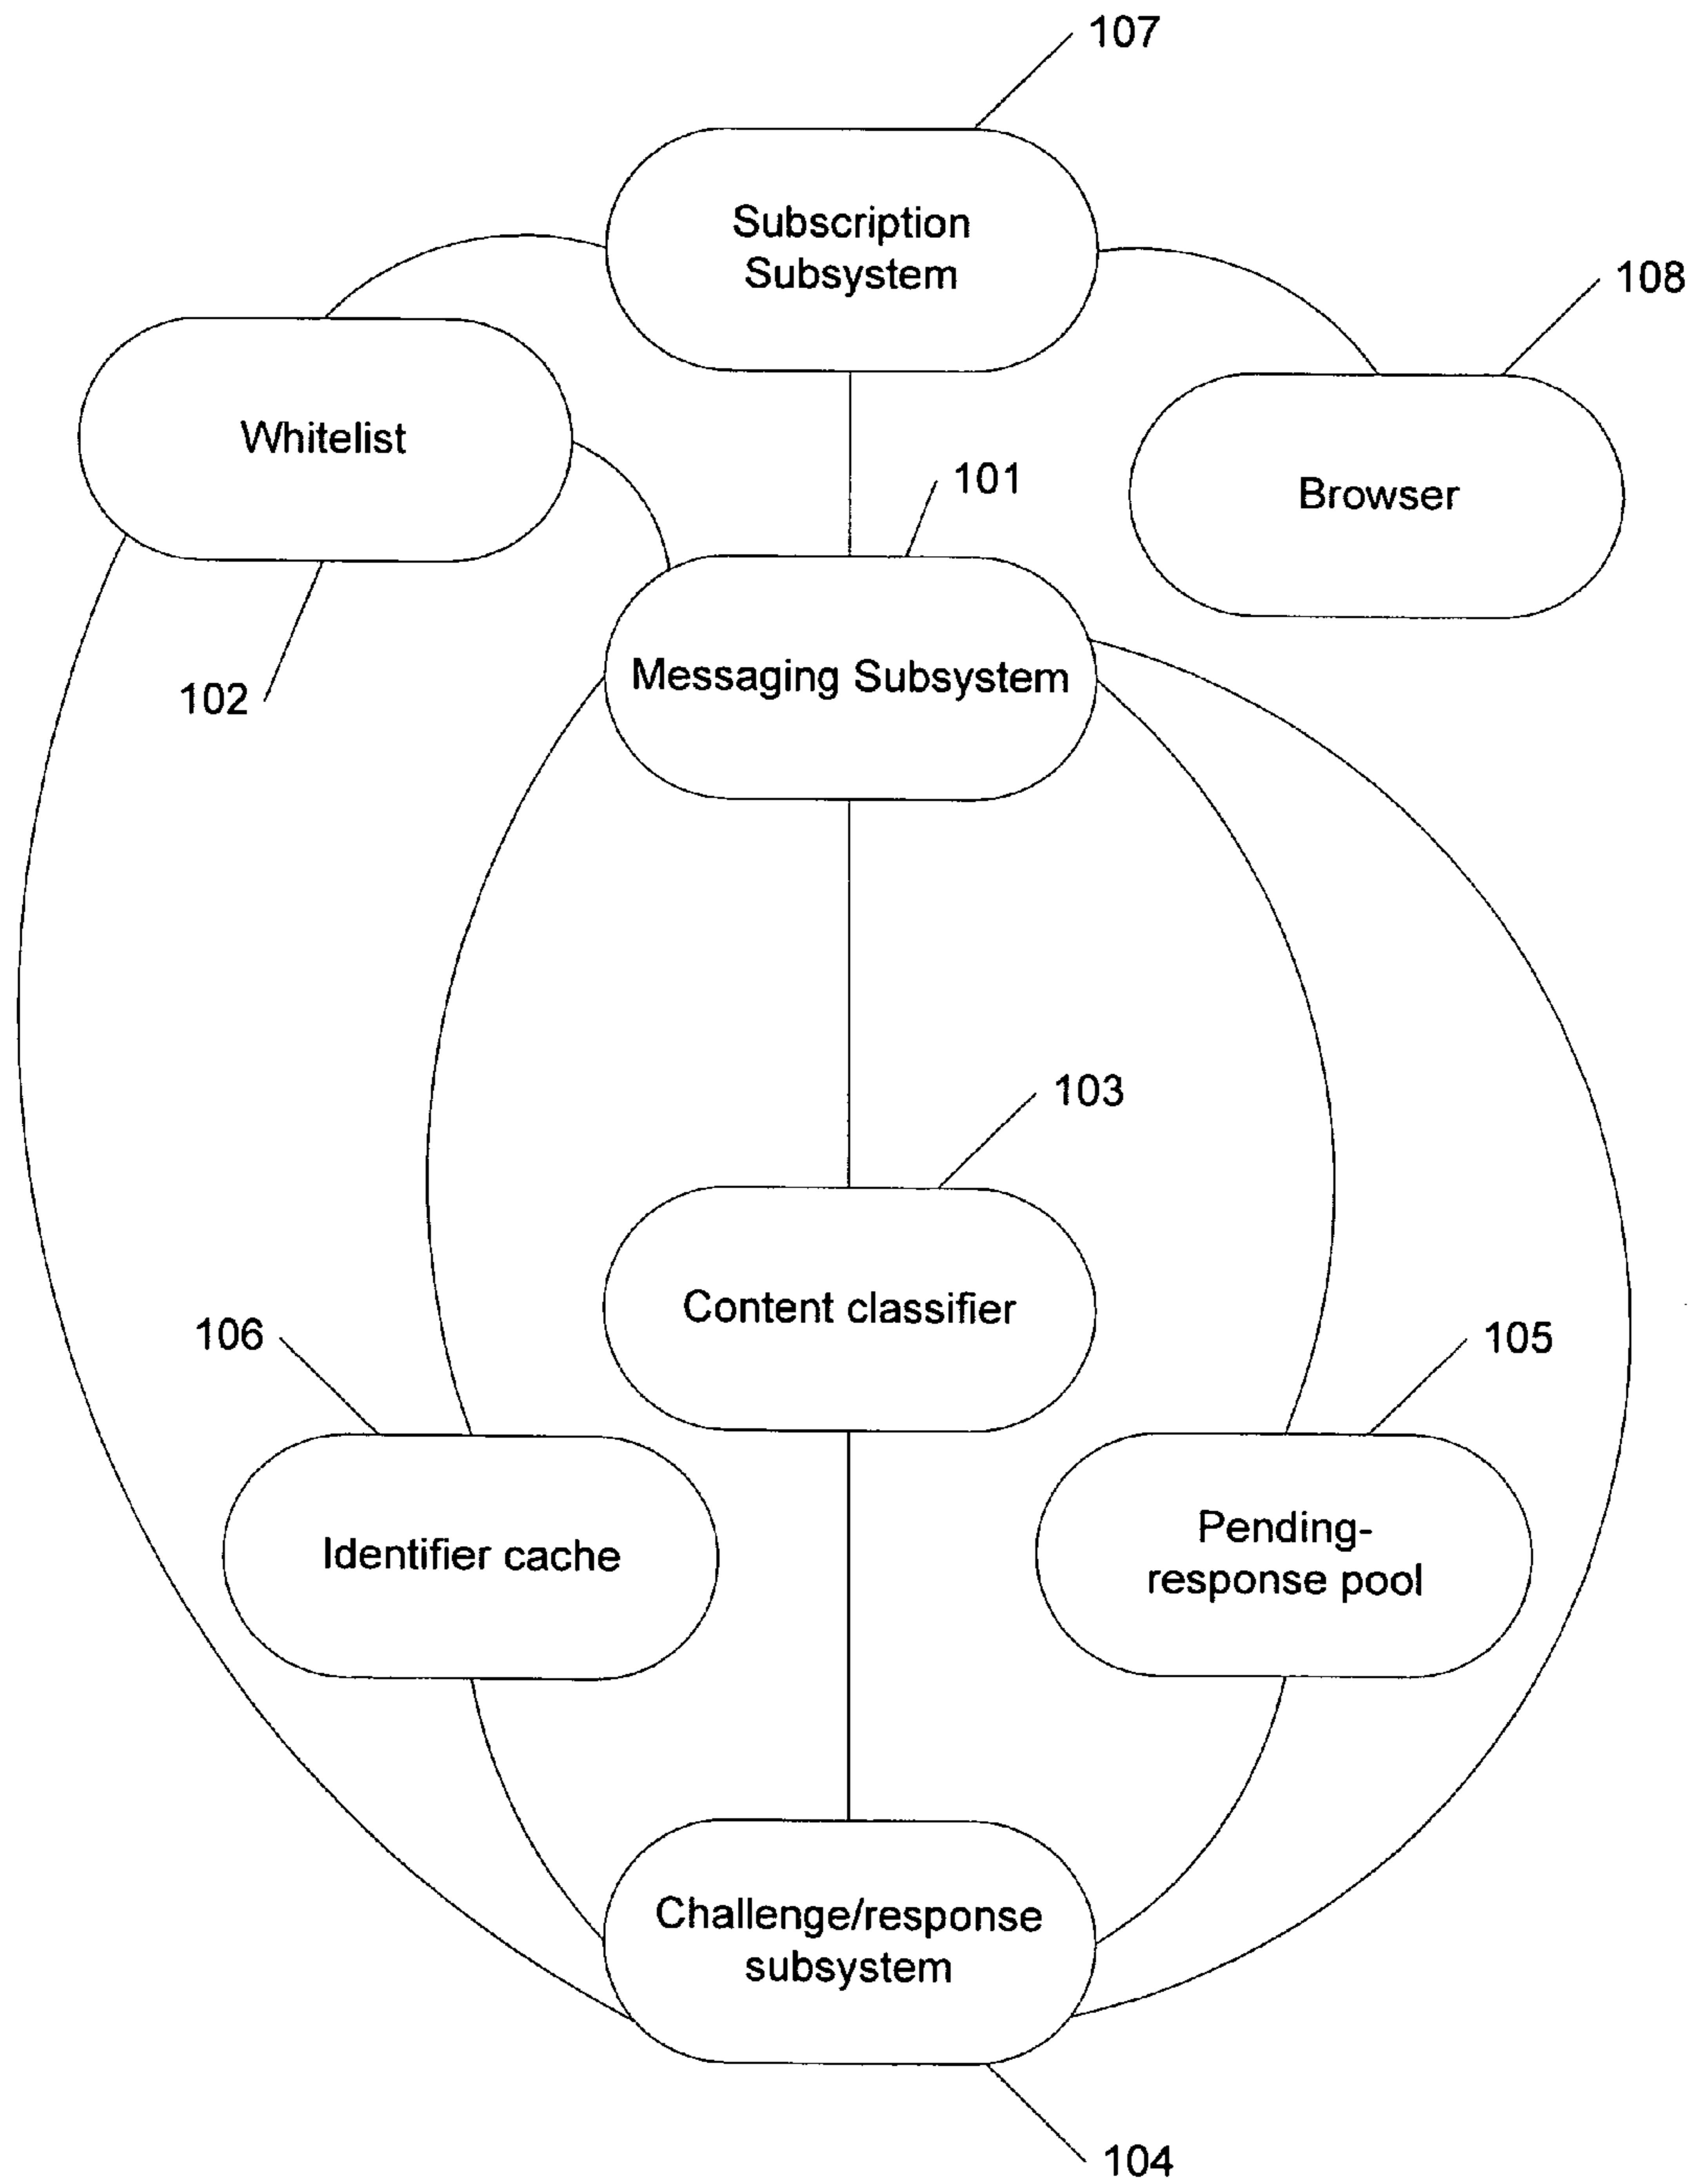 107
Subscription
Subsystem
108
Whitelist
101
Browser
102
Messaging Subsystem
103
Content classifier
106
105
Identifier cache
Pending-
response pool
Challenge/response
subsystem
104